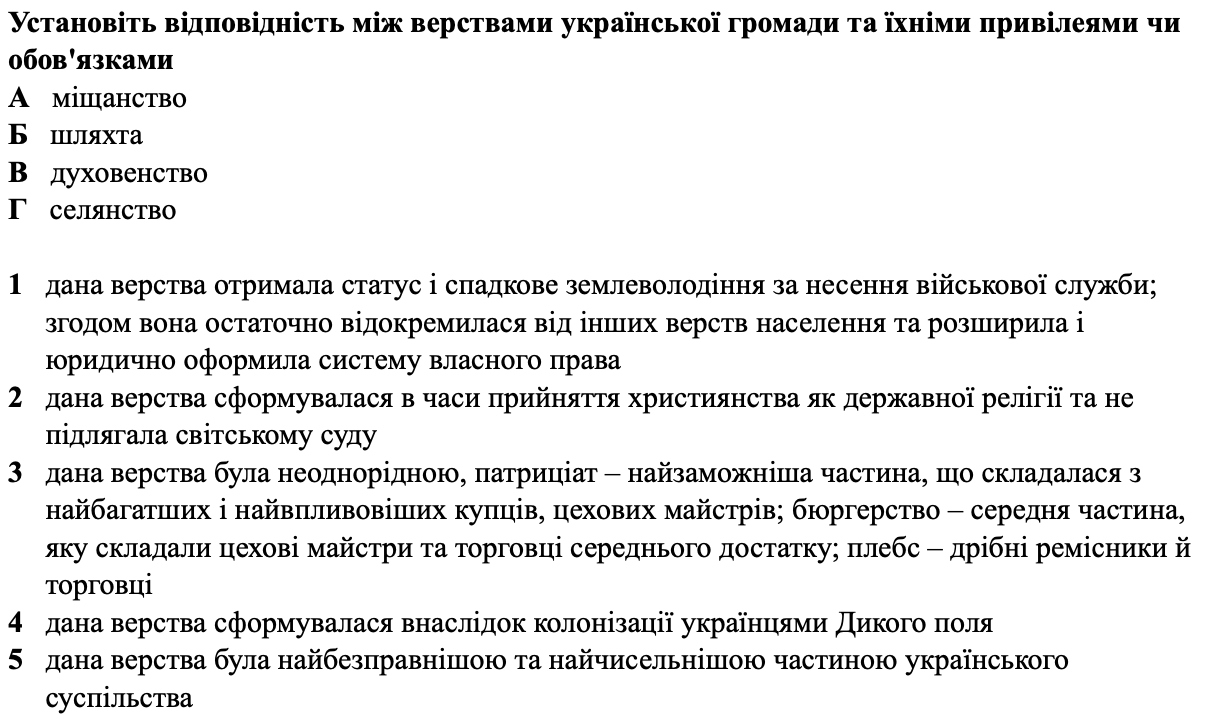 Установіть відповідність між верствами української громади та їхніми привілеями чи
обов'язками
А міщанство
Б шляхта
В духовенство
Г селянство
1 дана верства отримала статус і спадкове землеволодіння за несення військової служби;
згодом вона остаточно відокремилася від інших верств населення та розширила і
юридично оформила систему власного права
2 дана верства сформувалася в часи прийняття християнства як державної релігії та не
підлягала світському суду
3 дана верства була неоднорідною, патриціат – найзаможніша частина, що складалася з
найбагатших і найвпливовіших купців, цехових майстрів; бюргерство – середня частина,
яку складали цехові майстри та торговці середнього достатку; плебс – дрібні ремісники й
торговці
4 дана верства сформувалася внаслідок колонізації українцями Дикого поля
5 дана верства була найбезправнішою та найчисельнішою частиною українського
суспільства